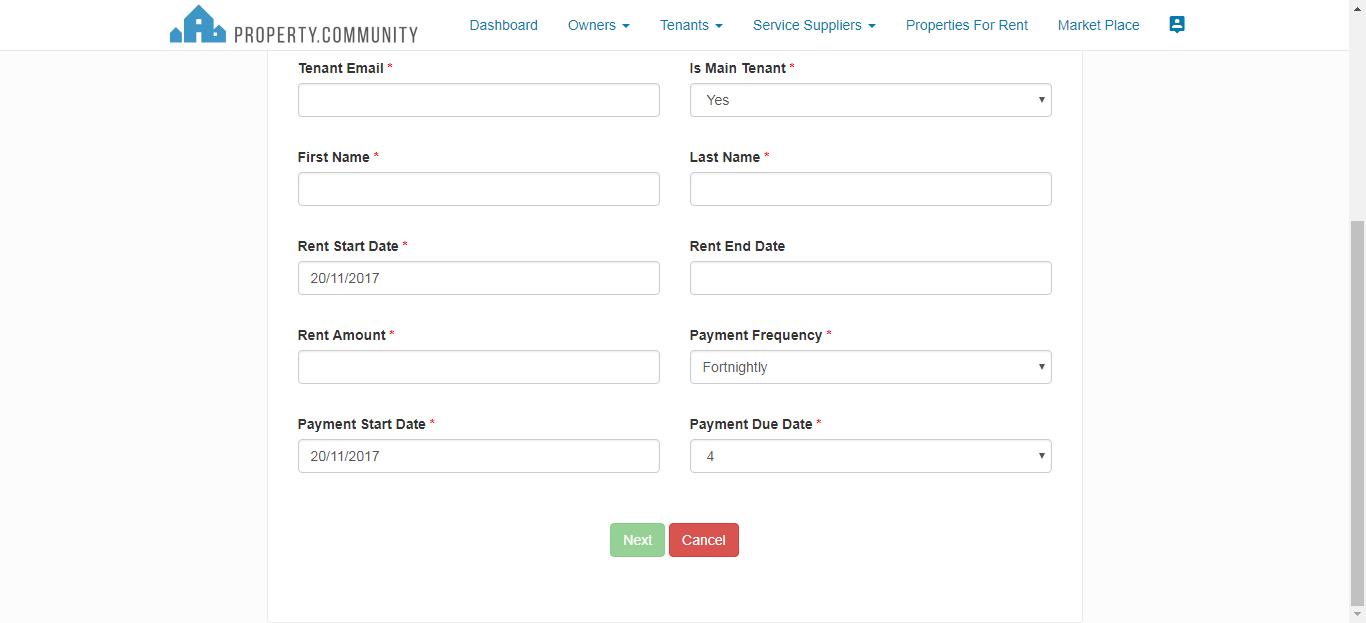 PROPERTY.COMMUNITY Dashboard Owners Tenants Service Suppliers Properties For Rent Market Place
Tenant Email * Is Main Tenant *
Yes
First Name * Last Name *
Rent Start Date * Rent End Date
20/11/2017
Rent Amount * Payment Frequency *
Fortnightly
Payment Start Date * Payment Due Date *
20/11/2017 4
Next Cancel